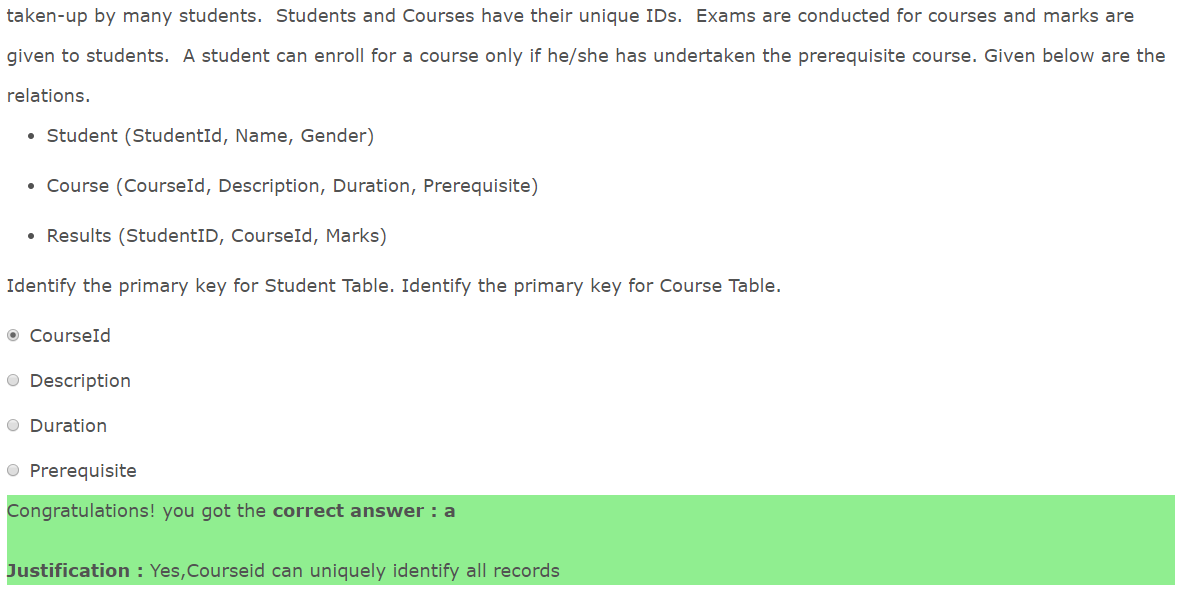 taken-up by many students.  Students and Courses have their unique IDs.  Exams are conducted for courses and marks are
given to students.  A student can enroll for a course only if he/she has undertaken the prerequisite course. Given below are the
relations.
• Student (StudentId, Name, Gender)
• Course (CourseId, Description, Duration, Prerequisite)
• Results (StudentID, CourseId, Marks)
Identify the primary key for Student Table. Identify the primary key for Course Table.
CourseId
Description
Duration
Prerequisite
Congratulations! you got the correct answer : a
Justification : Yes,Courseid can uniquely identify all records